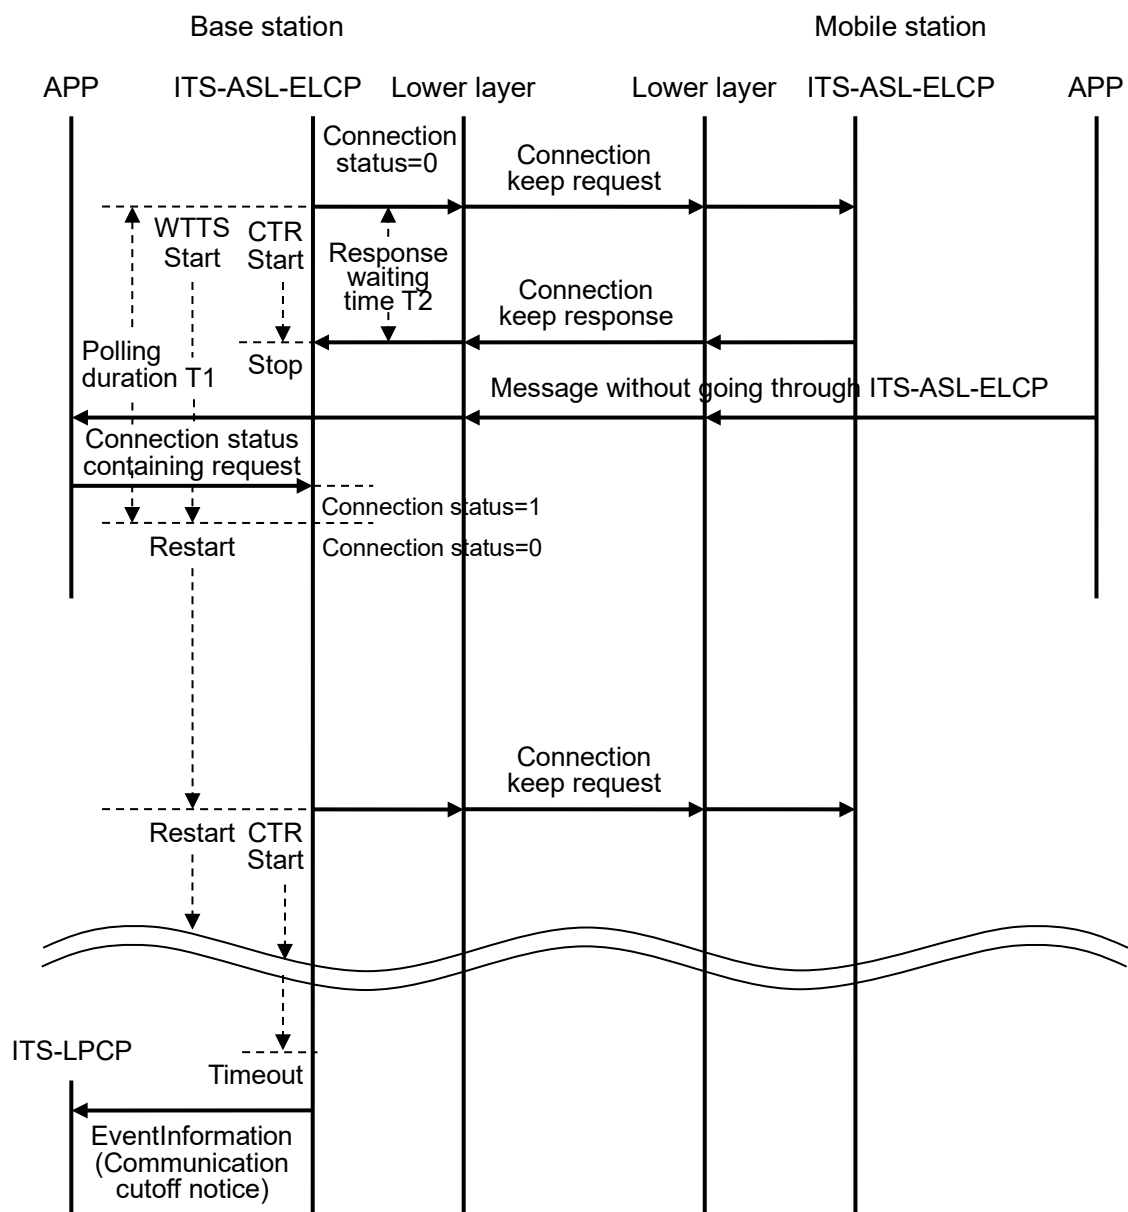 Base station
Mobile station
APP
ITS-ASL-ELCP
Lower layer
Lower layer
ITS-ASL-ELCP
APP
Connection
status=0
Connection
keep request
WTTS
Start
CTR
Start
Response
waiting
time T2
Connection
keep response
Stop
Polling
duration T1
Message without going through ITS-ASL-ELCP
Connection status
containing request
Connection status=1
Restart
Connection status=0
Connection
keep request
Restart
CTR
Start
ITS-LPCP
Timeout
EventInformation
(Communication
cutoff notice)